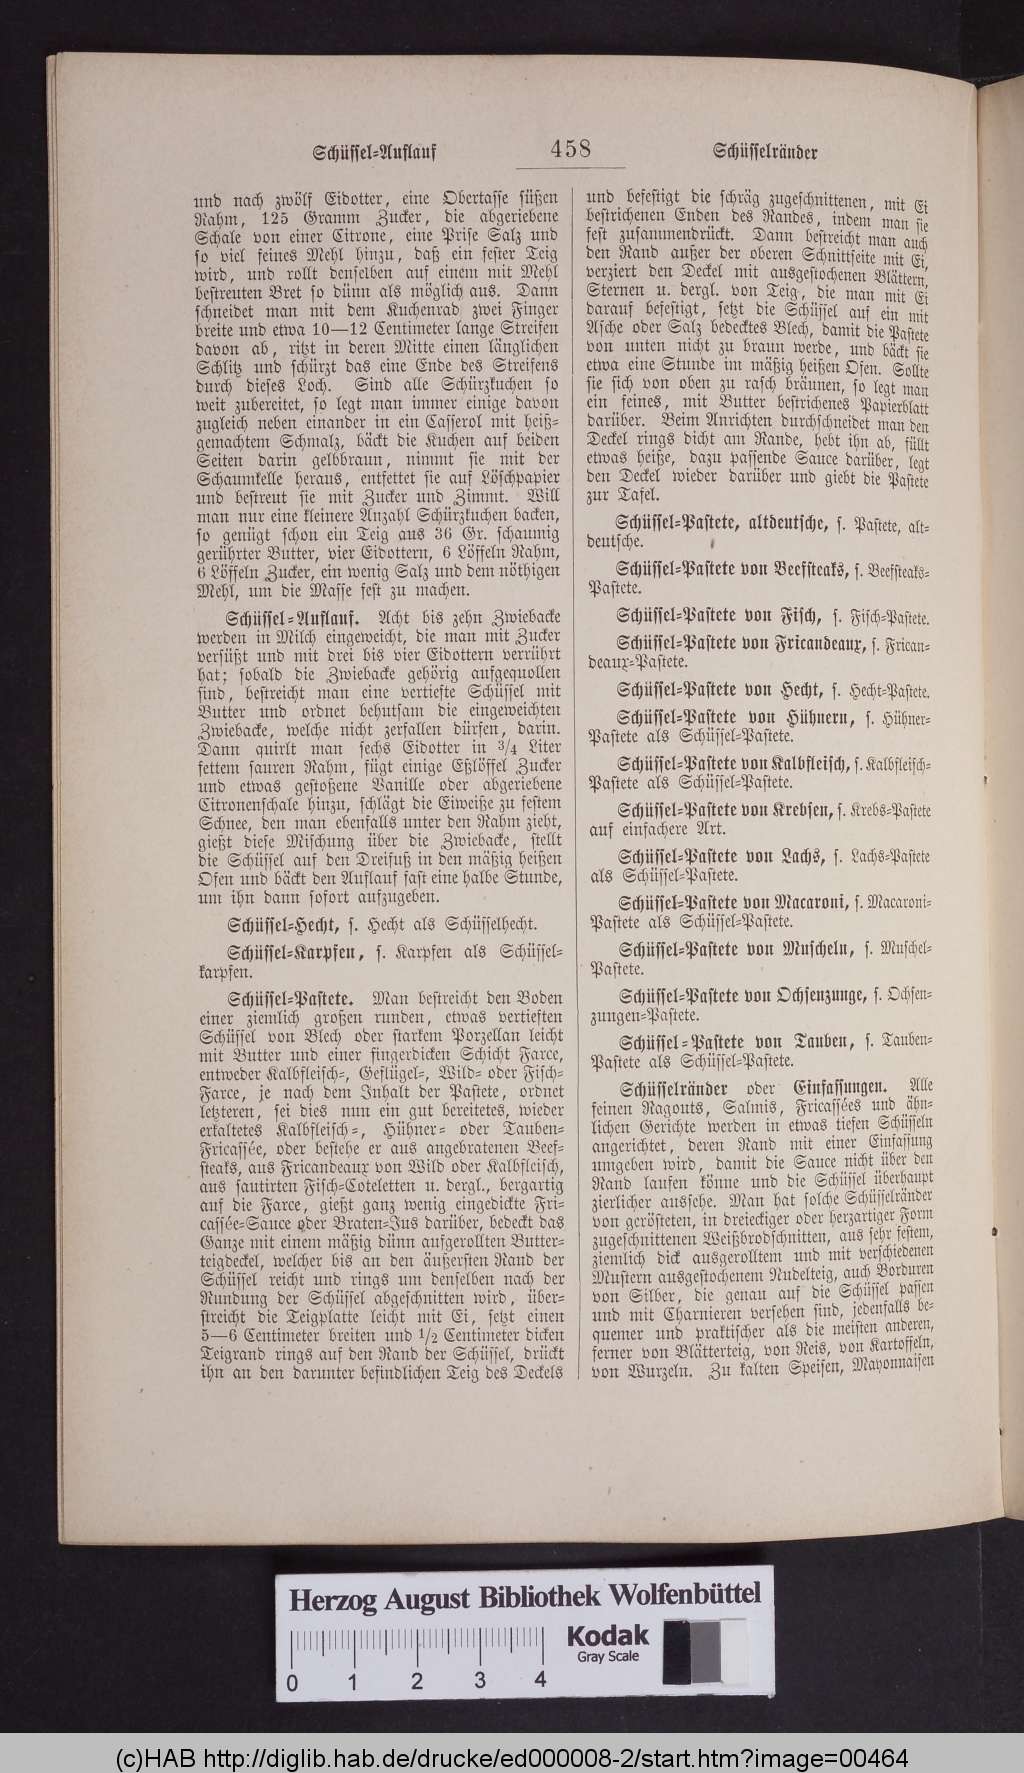 Schüssel-Auflauf 458 Schüsselränder
und nach zwölf Eidotter, eine Obertasse süßen
Rahm, 125 Gramm Zucker, die abgeriebene
Schale von einer Citrone, eine Prise Salz und
so viel feines Mehl hinzu, daß ein fester Teig
wird, und rollt denselben auf einem mit Mehl
bestreuten Bret so dünn als möglich aus. Dann
schneidet man mit dem Kuchenrad zwei Finger
breite und etwa 10—12 Centimeter lange Streifen
davon ab, ritzt in deren Mitte einen länglichen
Schlitz und schürzt das eine Ende des Streifens
durch dieses Loch. Sind alle Schürzkuchen so
weit zubereitet, so legt man immer einige davon
zugleich neben einander in ein Casserol mit heiß-
gemachtem Schmalz, bäckt die Kuchen auf beiden
Seiten darin gelbbraun, nimmt sie mit der
Schaumkelle heraus, entfettet sie auf Löschpapier
und bestreut sie mit Zucker und Zimmt. Will
man nur eine kleinere Anzahl Schürzkuchen backen,
so genügt schon ein Teig aus 36 Gr. schaumig
gerührter Butter, vier Eidottern, 6 Löffeln Rahm,
6 Löffeln Zucker, ein wenig Salz und dem nöthigen
Mehl, um die Masse fest zu machen.
Schüssel-Auflauf. Acht bis zehn Zwiebacke
werden in Milch eingeweicht, die man mit Zucker
versüßt und mit drei bis vier Eidottern verrührt
hat; sobald die Zwiebacke gehörig aufgequollen
sind, bestreicht man eine vertiefte Schüssel mit
Butter und ordnet behutsam die eingeweichten
Zwiebacke, welche nicht zerfallen dürfen, darin.
Dann quirlt man sechs Eidotter in 3/4 Liter
fettem sauren Rahm, fügt einige Eßlöffel Zucker
und etwas gestoßene Vanille oder abgeriebene
Citronenschale hinzu, schlägt die Eiweiße zu festem
Schnee, den man ebenfalls unter den Rahm zieht,
gießt diese Mischung über die Zwiebacke, stellt
die Schüssel auf den Dreifuß in den mäßig heißen
Ofen und bäckt den Auflauf fast eine halbe Stunde,
um ihn dann sofort aufzugeben.
Schüssel-Hecht, s. Hecht als Schüsselhecht.
Schüssel-Karpfen, s. Karpfen als Schüssel-
karpfen.
Schüssel-Pastete. Man bestreicht den Boden
einer ziemlich großen runden, etwas vertieften
Schüssel von Blech oder starkem Porzellan leicht
mit Butter und einer fingerdicken Schicht Farce,
entweder Kalbfleisch-, Geflügel-, Wild- oder Fisch-
Farce, je nach dem Inhalt der Pastete, ordnet
letzteren, sei dies nun ein gut bereitetes, wieder
erkaltetes Kalbfleisch-, Hühner- oder Tauben-
Fricassée, oder bestehe er aus angebratenen Beef-
steaks, aus Fricandeaux von Wild oder Kalbfleisch,
aus sautirten Fisch-Coteletten u. dergl., bergartig
auf die Farce, gießt ganz wenig eingedickte Fri-
cassée-Sauce oder Braten-Jus darüber, bedeckt das
Ganze mit einem mäßig dünn aufgerollten Butter-
teigdeckel, welcher bis an den äußersten Rand der
Schüssel reicht und rings um denselben nach der
Rundung der Schüssel abgeschnitten wird, über-
streicht die Teigplatte leicht mit Ei, setzt einen
5—6 Centimeter breiten und 1/2 Centimeter dicken
Teigrand rings auf den Rand der Schüssel, drückt
ihn an den darunter befindlichen Teig des Deckels
und befestigt die schräg zugeschnittenen, mit Ei
bestrichenen Enden des Randes, indem man sie
fest zusammendrückt. Dann bestreicht man auch
den Rand außer der oberen Schnittseite mit Ei,
verziert den Deckel mit ausgestochenen Blättern,
Sternen u. dergl. von Teig, die man mit Ei
darauf befestigt, setzt die Schüssel auf ein mit
Asche oder Salz bedecktes Blech, damit die Pastete
von unten nicht zu braun werde, und bäckt sie
etwa eine Stunde im mäßig heißen Ofen. Sollte
sie sich von oben zu rasch bräunen, so legt man
ein feines, mit Butter bestrichenes Papierblatt
darüber. Beim Anrichten durchschneidet man den
Deckel rings dicht am Rande, hebt ihn ab, füllt
etwas heiße, dazu passende Sauce darüber, legt
den Deckel wieder darüber und giebt die Pastete
zur Tafel.
Schüssel-Pastete, altdeutsche, s. Pastete, alt-
deutsche.
Schüssel-Pastete von Beefsteaks, s. Beefsteaks-
Pastete.
Schüssel-Pastete von Fisch, s. Fisch-Pastete.
Schüssel-Pastete von Fricandeaux, s. Frican-
deaux-Pastete.
Schüssel-Pastete von Hecht, s. Hecht-Pastete.
Schüssel-Pastete von Hühnern, s. Hühner-
Pastete als Schüssel-Pastete.
Schüssel-Pastete von Kalbfleisch, s. Kalbfleisch-
Pastete als Schüssel-Pastete.
Schüssel-Pastete von Krebsen, s. Krebs-Pastete
auf einfachere Art.
Schüssel-Pastete von Lachs, s. Lachs-Pastete
als Schüssel-Pastete.
Schüssel-Pastete von Macaroni, s. Macaroni-
Pastete als Schüssel-Pastete.
Schüssel-Pastete von Muscheln, s. Muschel-
Pastete.
Schüssel-Pastete von Ochsenzunge, s. Ochsen-
zungen-Pastete.
Schüssel-Pastete von Tauben, s. Tauben-
Pastete als Schüssel-Pastete.
Schüsselränder oder Einfassungen. Alle
feinen Ragouts, Salmis, Fricassées und ähn-
lichen Gerichte werden in etwas tiefen Schüsseln
angerichtet, deren Rand mit einer Einfassung
umgeben wird, damit die Sauce nicht über den
Rand laufen könne und die Schüssel überhaupt
zierlicher aussehe. Man hat solche Schüsselränder
von gerösteten, in dreieckiger oder herzartiger Form
zugeschnittenen Weißbrodschnitten, aus sehr festem,
ziemlich dick ausgerolltem und mit verschiedenen
Mustern ausgestochenem Nudelteig, auch Borduren
von Silber, die genau auf die Schüssel passen
und mit Charnieren versehen sind, jedenfalls be-
quemer und praktischer als die meisten anderen,
ferner von Blätterteig, von Reis, von Kartoffeln,
von Wurzeln. Zu kalten Speisen, Mayonnaisen
Herzog August Bibliothek Wolfenbüttel
Kodak
Gray Scale
0 1 2 3 4
(c)HAB http://diglib.hab.de/drucke/ed000008-2/start.htm?image=00464